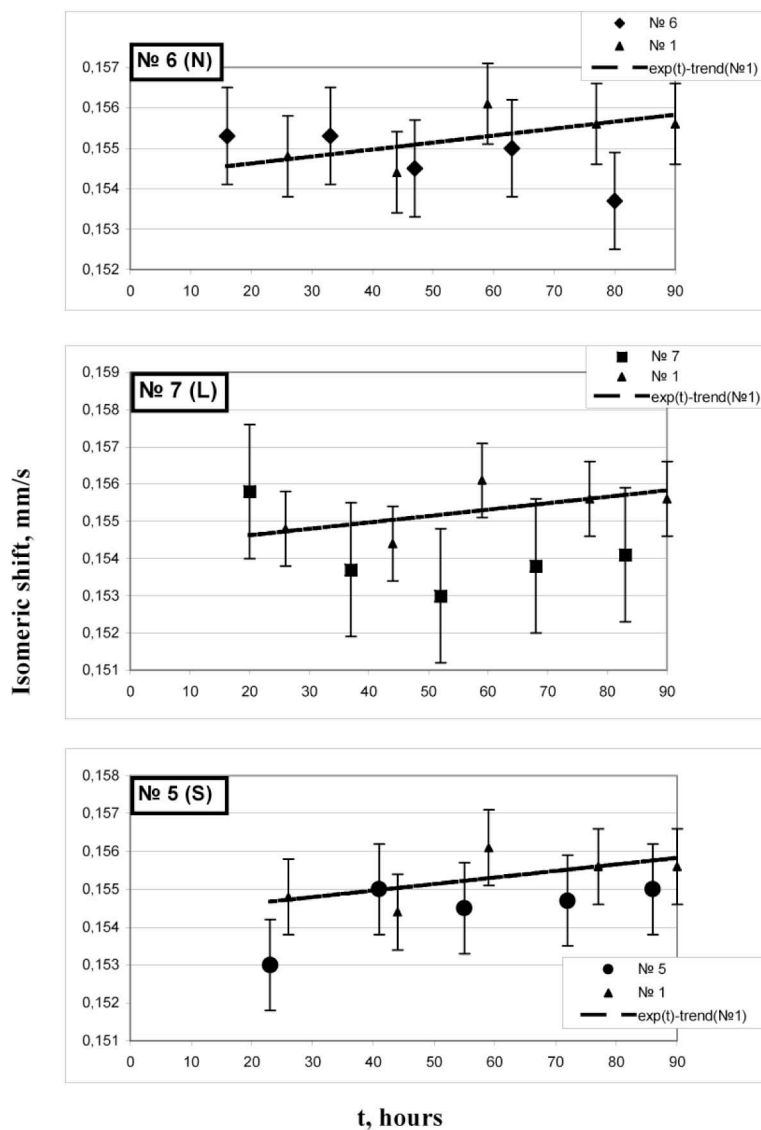 № 6 (N)
№ 6
№ 1
exp(t)-trend(№1)
0,157
0,156
0,155
0,154
0,153
0,152
0 10 20 30 40 50 60 70 80 90
№ 7 (L)
№ 7
№ 1
exp(t)-trend(№1)
0,159
0,158
0,157
0,156
0,155
0,154
0,153
0,152
0,151
0 10 20 30 40 50 60 70 80 90
Isomeric shift, mm/s
№ 5 (S)
0,158
0,157
0,156
0,155
0,154
0,153
0,152
0,151
№ 5
№ 1
exp(t)-trend(№1)
0 10 20 30 40 50 60 70 80 90
t, hours